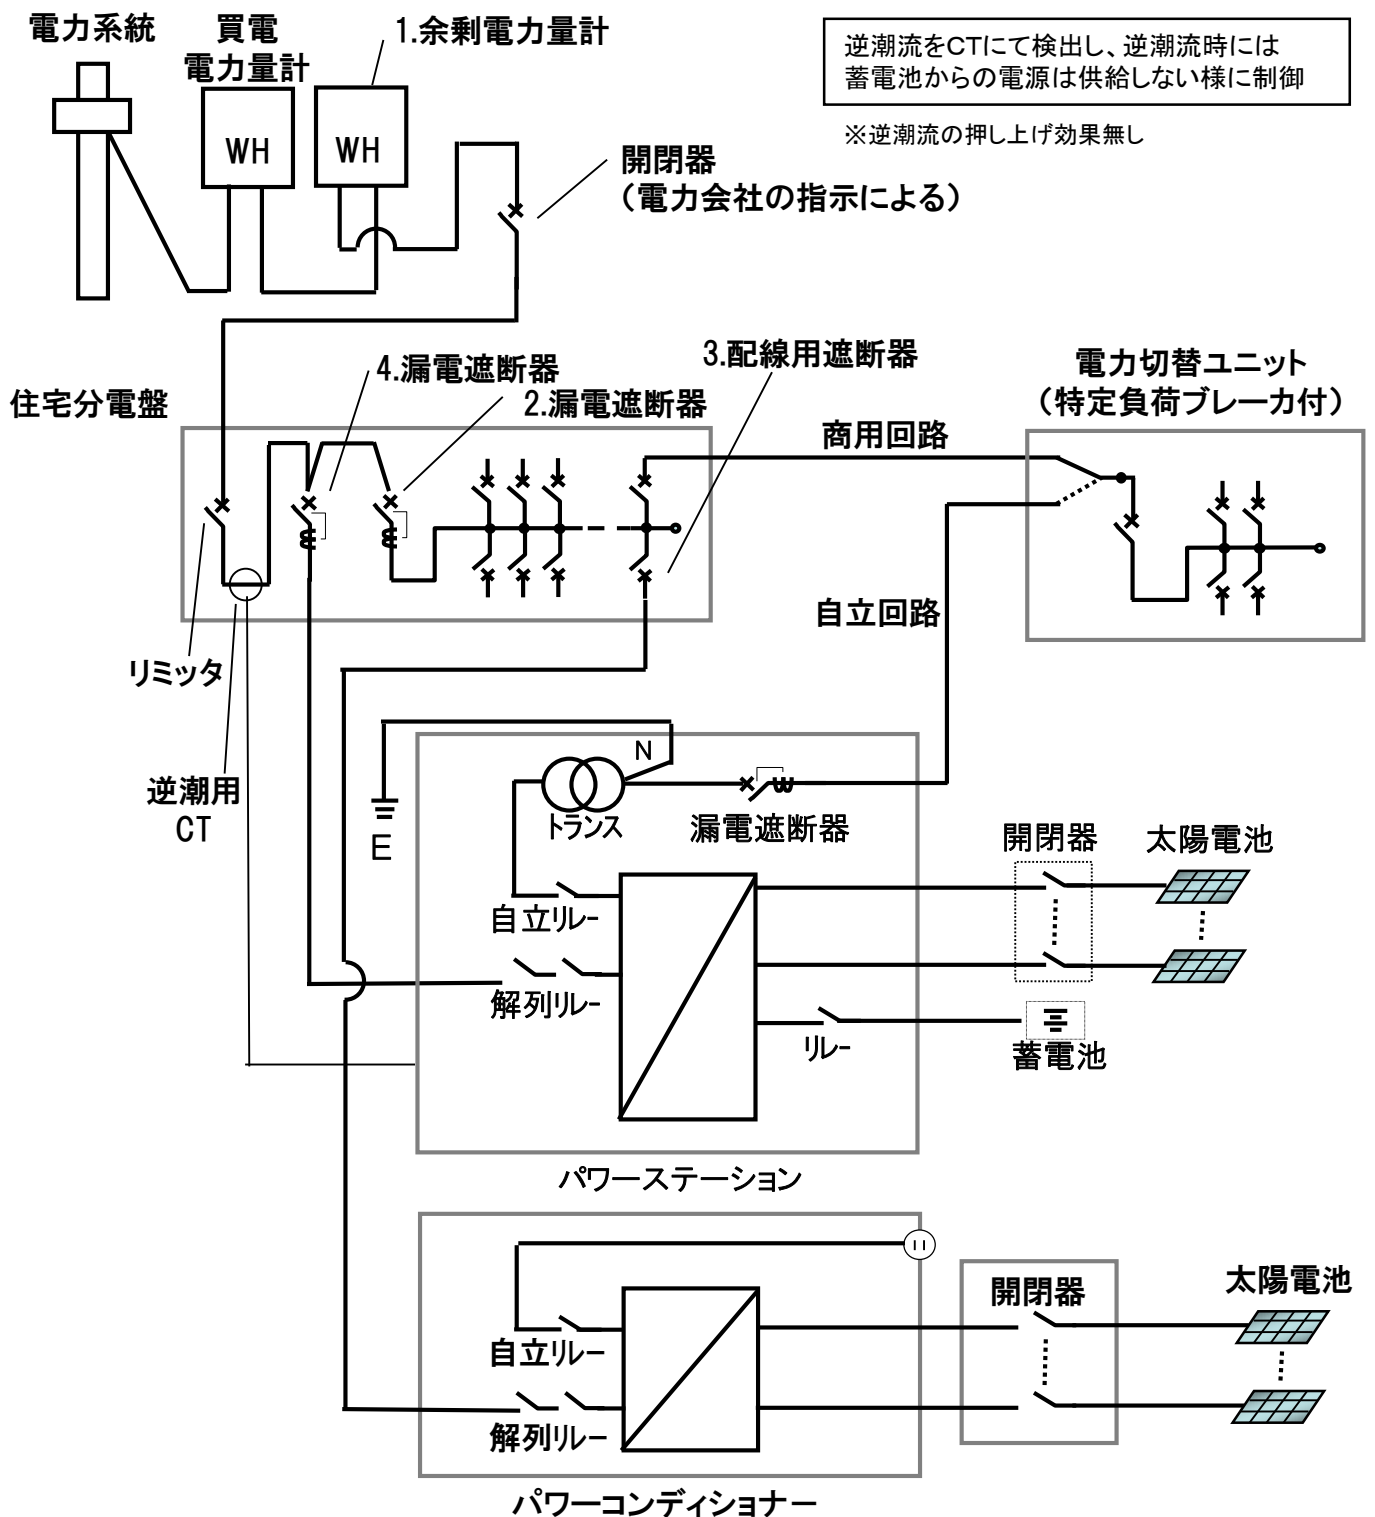 電力系統
買電
電力量計
1.余剰電力量計
逆潮流をCTにて検出し、逆潮流時には
蓄電池からの電源は供給しない様に制御
※逆潮流の押し上げ効果無し
WH
WH
開閉器
（電力会社の指示による）
住宅分電盤
4.漏電遮断器
2.漏電遮断器
3.配線用遮断器
電力切替ユニット
（特定負荷ブレーカ付）
商用回路
自立回路
リミッタ
逆潮用
CT
N
E
トランス
漏電遮断器
開閉器
太陽電池
自立リレー
解列リレー
リレー
蓄電池
パワーステーション
開閉器
太陽電池
自立リレー
解列リレー
パワーコンディショナー